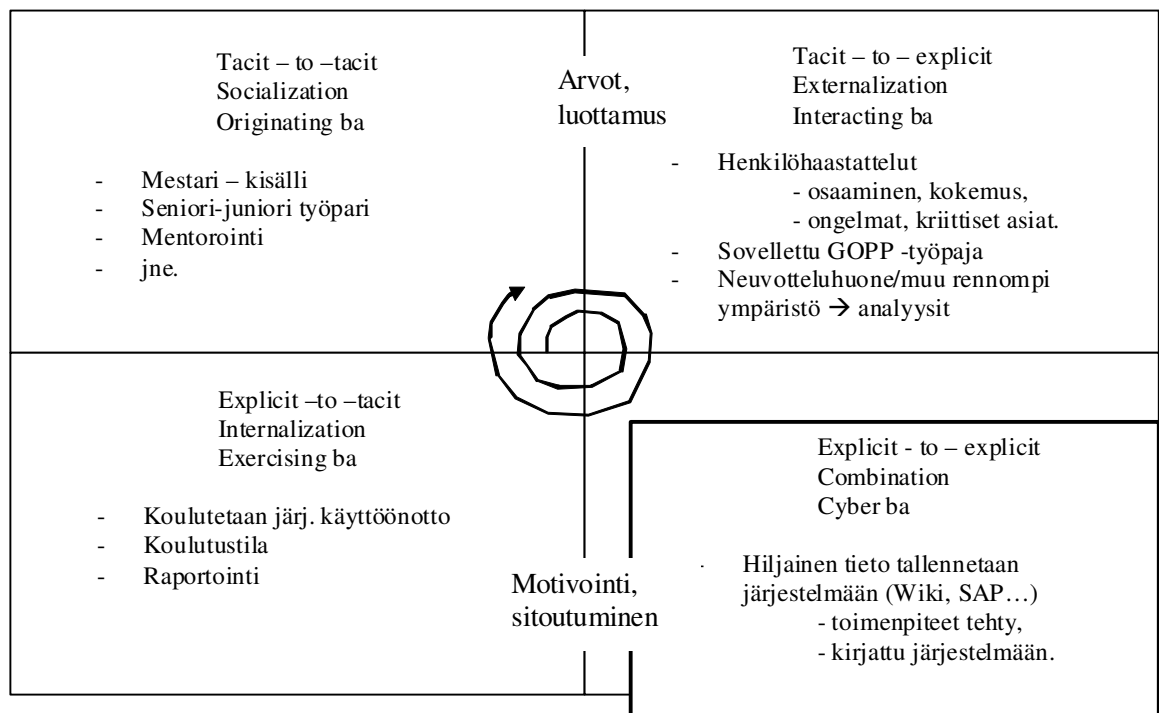 Tacit – to –tacit
Socialization
Originating ba
- Mestari – kisälli
- Seniori-juniori työpari
- Mentorointi
- jne.
Arvot,
luottamus
Tacit – to – explicit
Externalization
Interacting ba
- Henkilöhaastattelut
- osaaminen, kokemus,
- ongelmat, kriittiset asiat.
- Sovellettu GOPP -työpaja
- Neuvotteluhuone/muu rennompi
ympäristö → analyysit
Explicit –to –tacit
Internalization
Exercising ba
- Koulutetaan järj. käyttöönotto
- Koulutustila
- Raportointi
Motivointi,
sitoutuminen
Explicit - to – explicit
Combination
Cyber ba
· Hiljainen tieto tallennetaan
järjestelmään (Wiki, SAP…)
- toimenpiteet tehty,
- kirjattu järjestelmään.